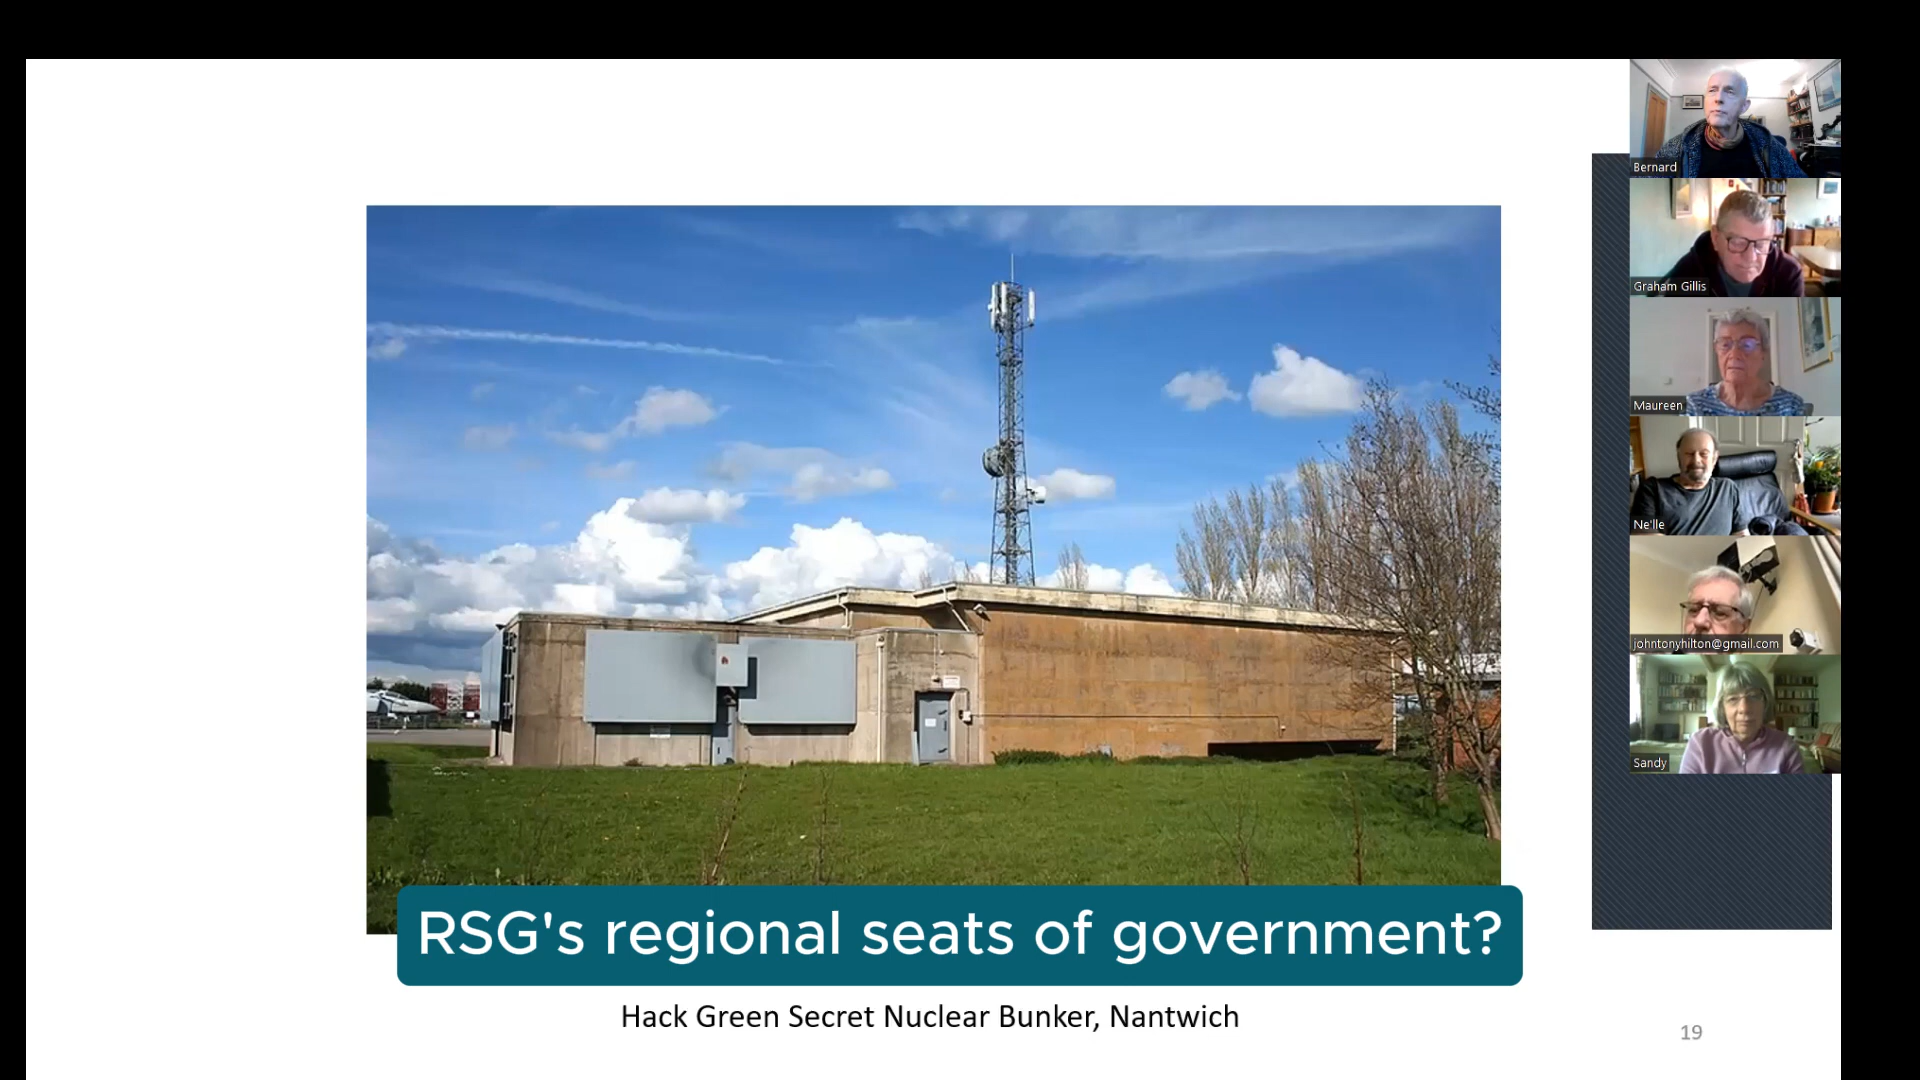 Bernard
Graham Gillis
Maureen
Ne'lle
johntonyhilton@gmail.com
Sandy
RSG's regional seats of government?
Hack Green Secret Nuclear Bunker, Nantwich
19